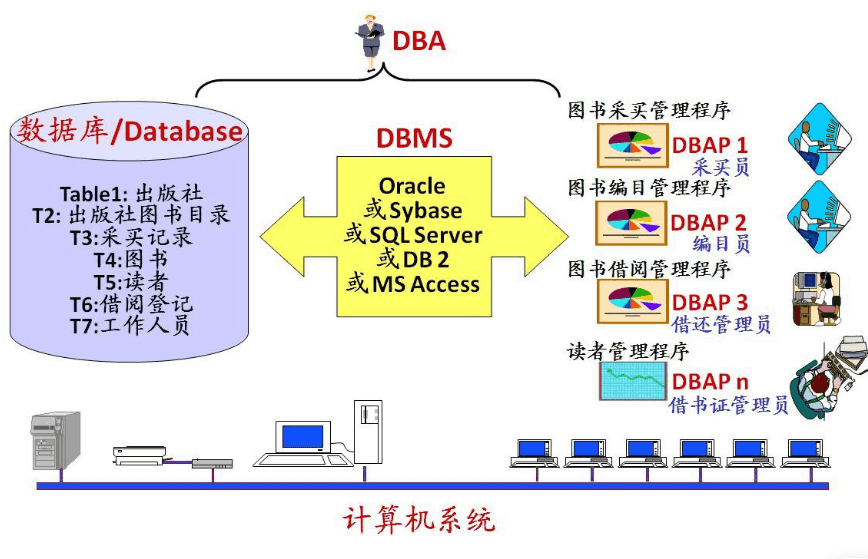 DBA
数据库/Database
Table1: 出版社
T2: 出版社图书目录
T3:采买记录
T4:图书
T5:读者
T6:借阅登记
T7:工作人员
DBMS
Oracle
或Sybase
或SQL Server
或DB 2
或MS Access
图书采买管理程序
DBAP 1
采买员
图书编目管理程序
DBAP 2
编目员
图书借阅管理程序
DBAP 3
借还管理员
读者管理程序
DBAP n
借书证管理员
计算机系统